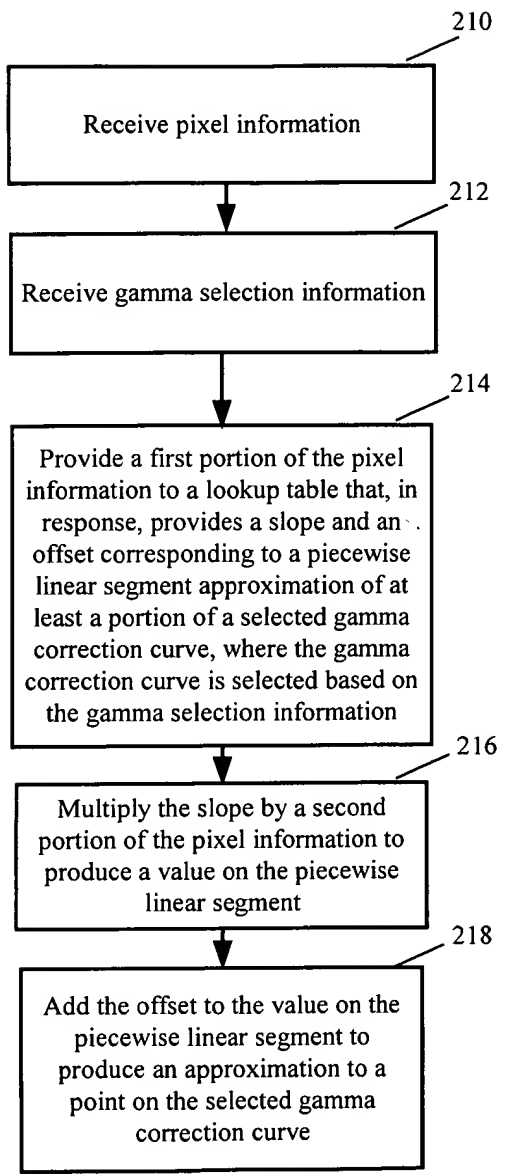 210
Receive pixel information
212
Receive gamma selection information
214
Provide a first portion of the pixel
information to a lookup table that, in
response, provides a slope and an
offset corresponding to a piecewise
linear segment approximation of at
least a portion of a selected gamma
correction curve, where the gamma
correction curve is selected based on
the gamma selection information
216
Multiply the slope by a second
portion of the pixel information to
produce a value on the piecewise
linear segment
218
Add the offset to the value on the
piecewise linear segment to
produce an approximation to a
point on the selected gamma
correction curve